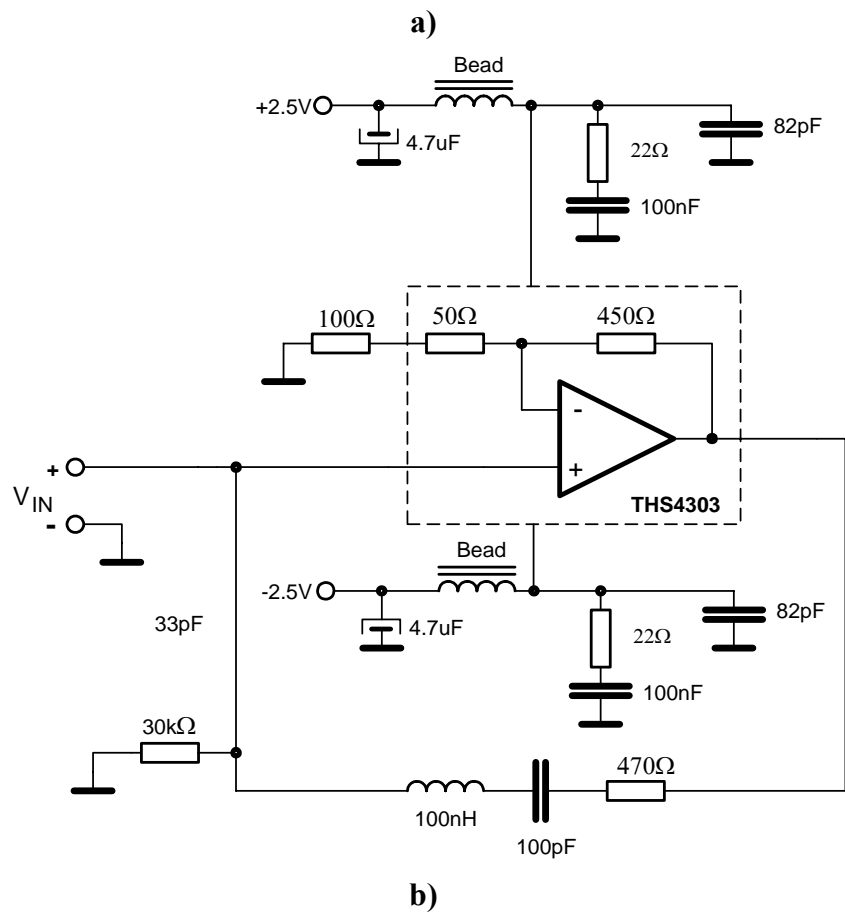 a)
Bead
+2.5V
4.7uF
22Ω
82pF
100nF
100Ω
50Ω
450Ω
-
+
+
V IN
-
THS4303
Bead
-2.5V
4.7uF
22Ω
82pF
100nF
33pF
30kΩ
470Ω
100nH
100pF
b)